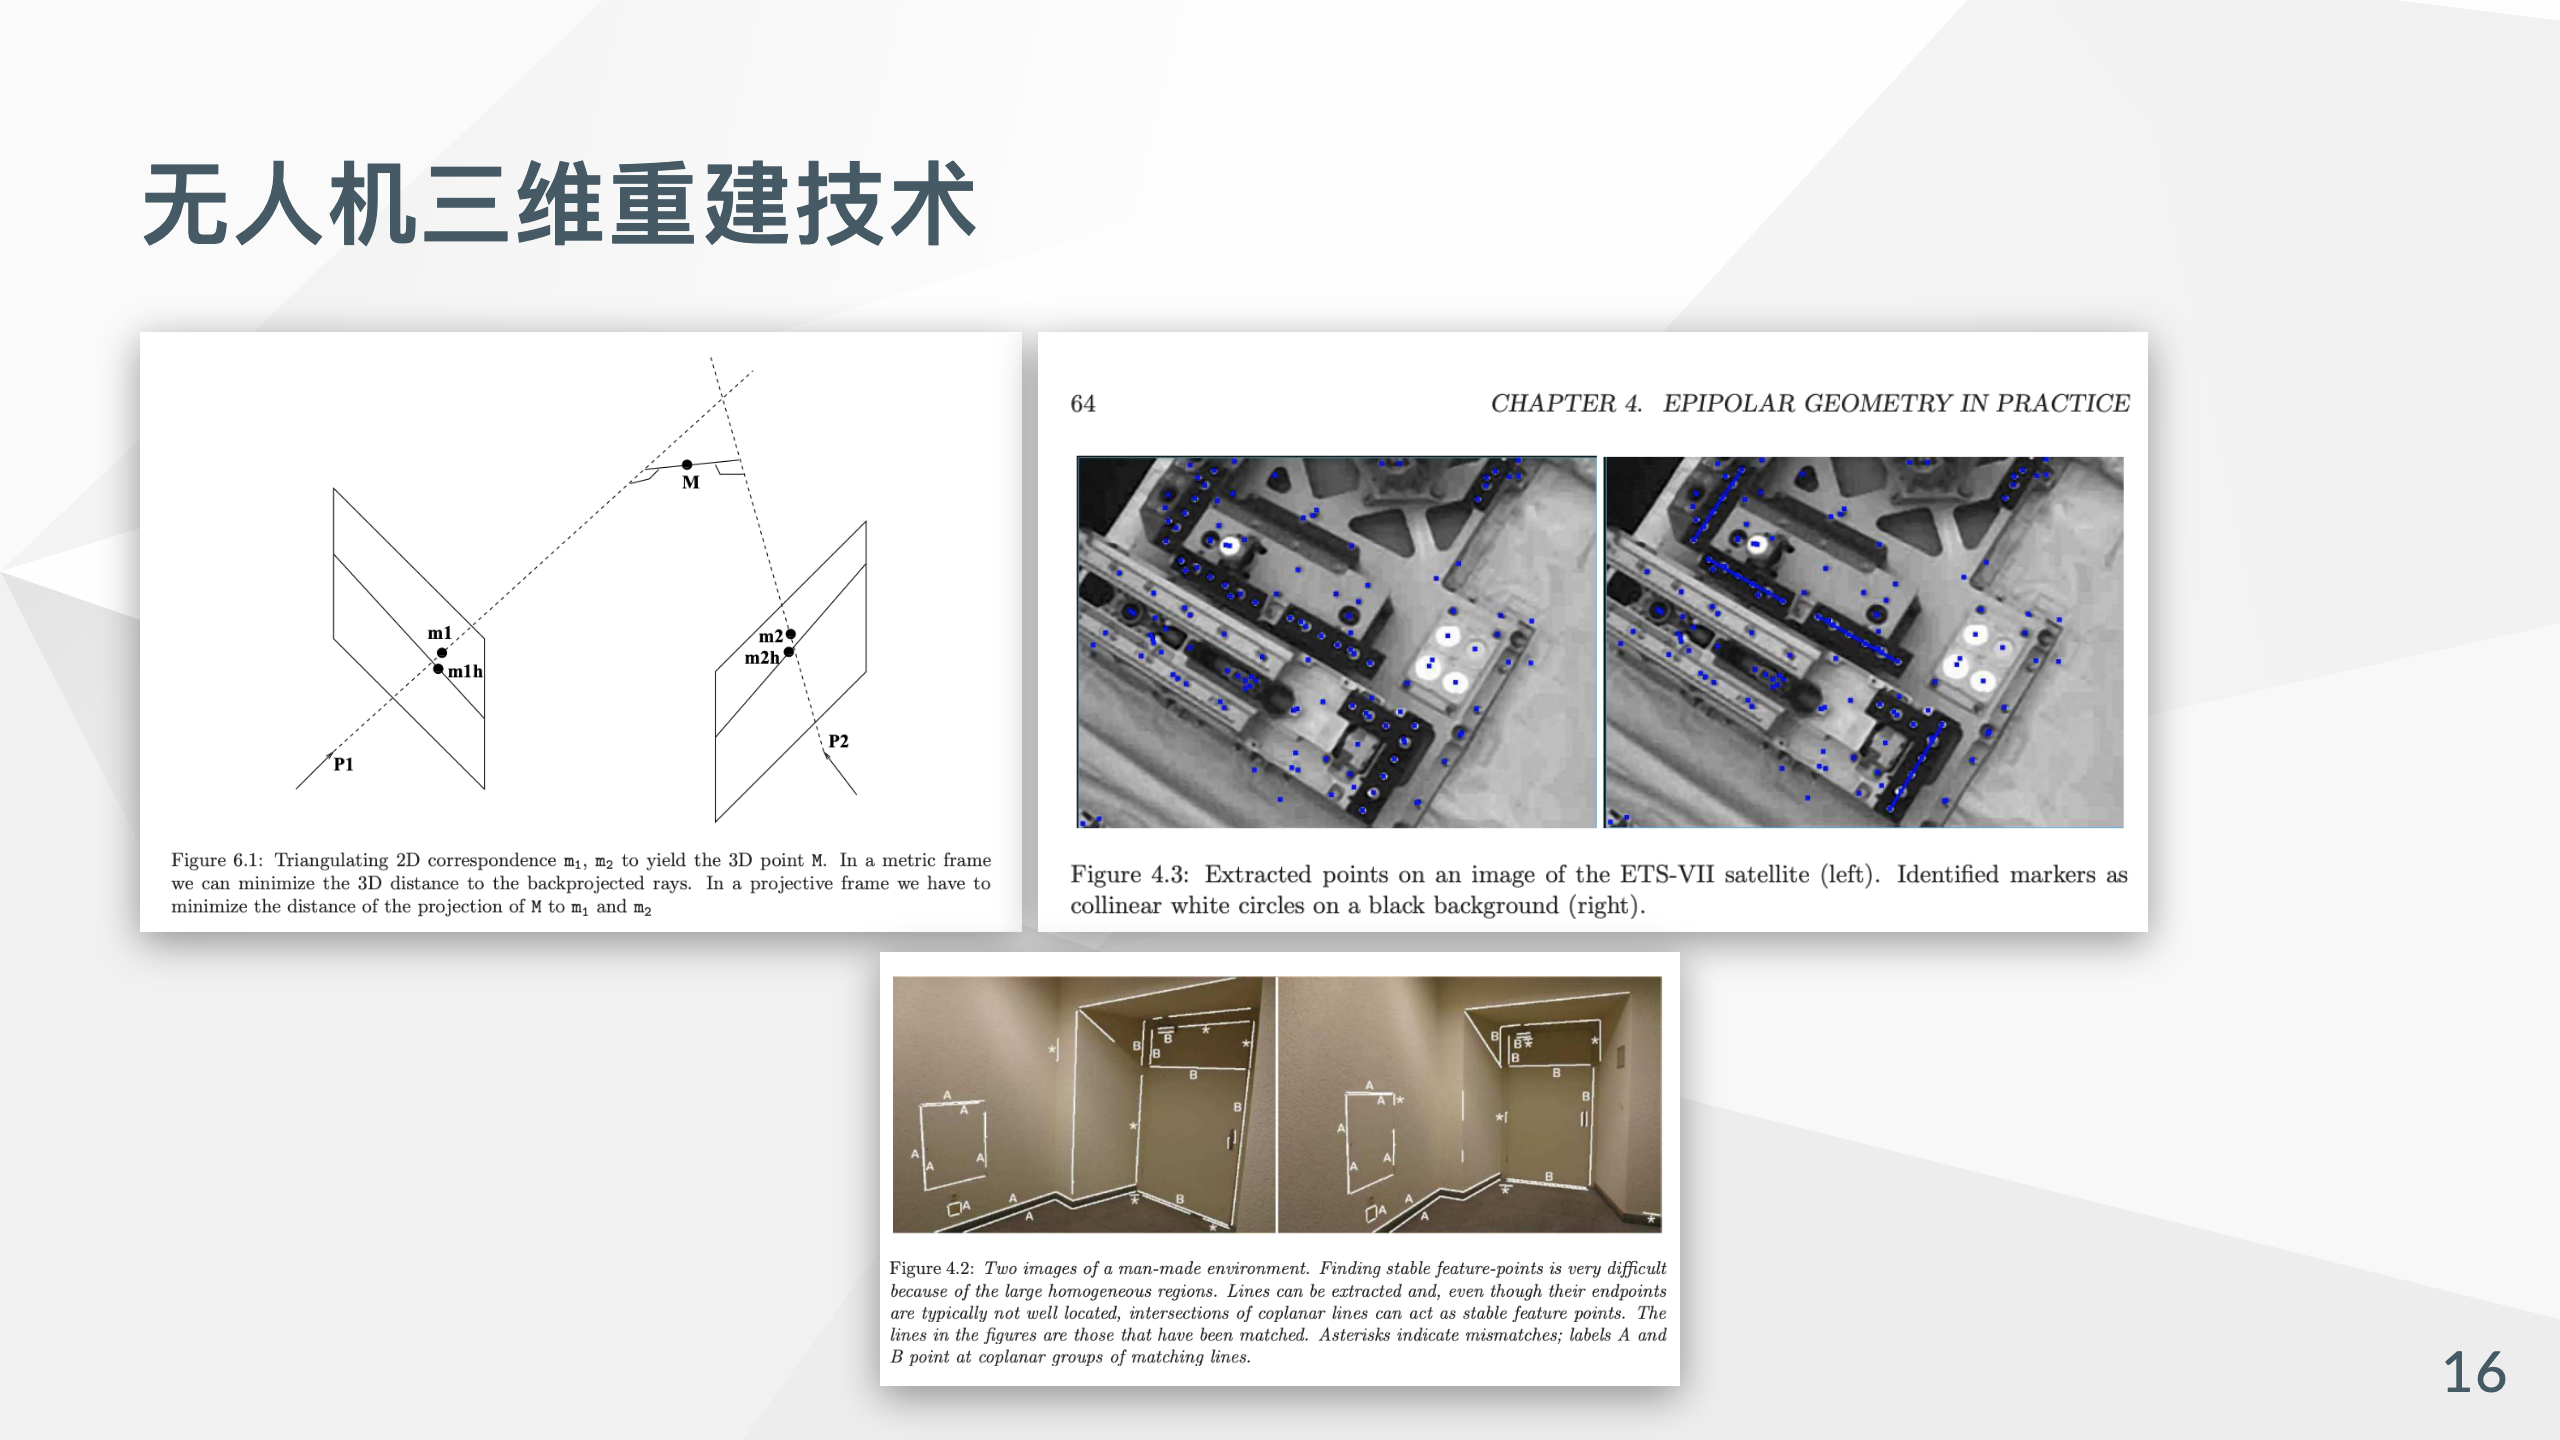 无人机三维重建技术
M
m1
m1h
m2
m2h
P1
P2
Figure 6.1: Triangulating 2D correspondence m1, m2 to yield the 3D point M. In a metric frame
we can minimize the 3D distance to the backprojected rays. In a projective frame we have to
minimize the distance of the projection of M to m1 and m2
64 CHAPTER 4. EPIPOLAR GEOMETRY IN PRACTICE
Figure 4.3: Extracted points on an image of the ETS-VII satellite (left). Identified markers as
collinear white circles on a black background (right).
A
A
A
A
A
A
A
A
B
B
B
B
B
B
A
A
A
A
A
A
A
A
B
B
B
B
B
B
Figure 4.2: Two images of a man-made environment. Finding stable feature-points is very difficult
because of the large homogeneous regions. Lines can be extracted and, even though their endpoints
are typically not well located, intersections of coplanar lines can act as stable feature points. The
lines in the figures are those that have been matched. Asterisks indicate mismatches; labels A and
B point at coplanar groups of matching lines.
16